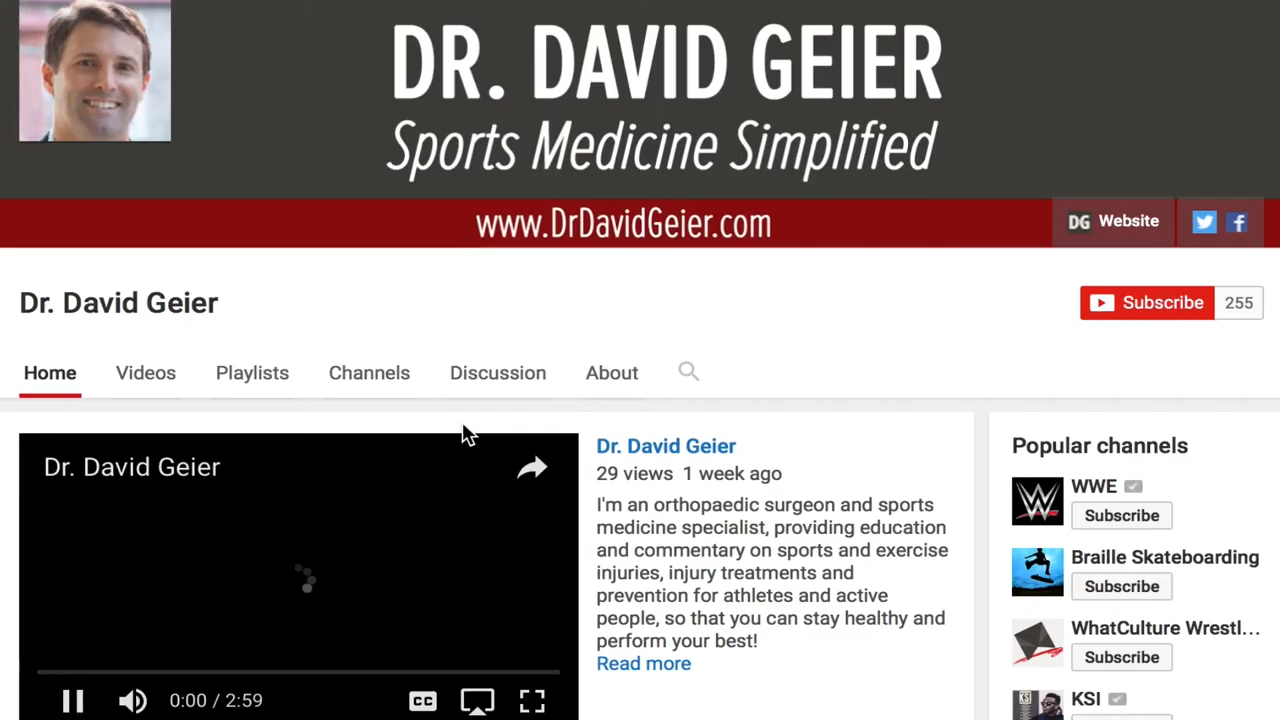 DR. DAVID GEIER
Sports Medicine Simplified
www.DrDavidGeier.com
DG Website
Dr. David Geier
Subscribe 255
Home Videos Playlists Channels Discussion About
Dr. David Geier
0:00 / 2:59
CC
Dr. David Geier
29 views 1 week ago
I'm an orthopaedic surgeon and sports
medicine specialist, providing education
and commentary on sports and exercise
injuries, injury treatments and
prevention for athletes and active
people, so that you can stay healthy and
perform your best!
Read more
Popular channels
WWE
Subscribe
Braille Skateboarding
Subscribe
WhatCulture Wrestl...
Subscribe
KSI